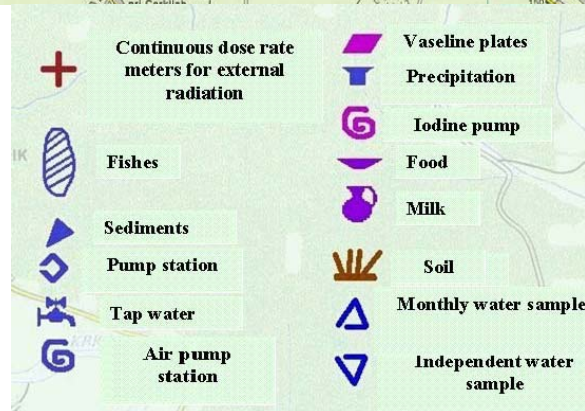 Continuous dose rate
meters for external
radiation
Fishes
Sediments
Pump station
Tap water
Air pump
station
Vaseline plates
Precipitation
Iodine pump
Food
Milk
Soil
Monthly water sample
Independent water
sample